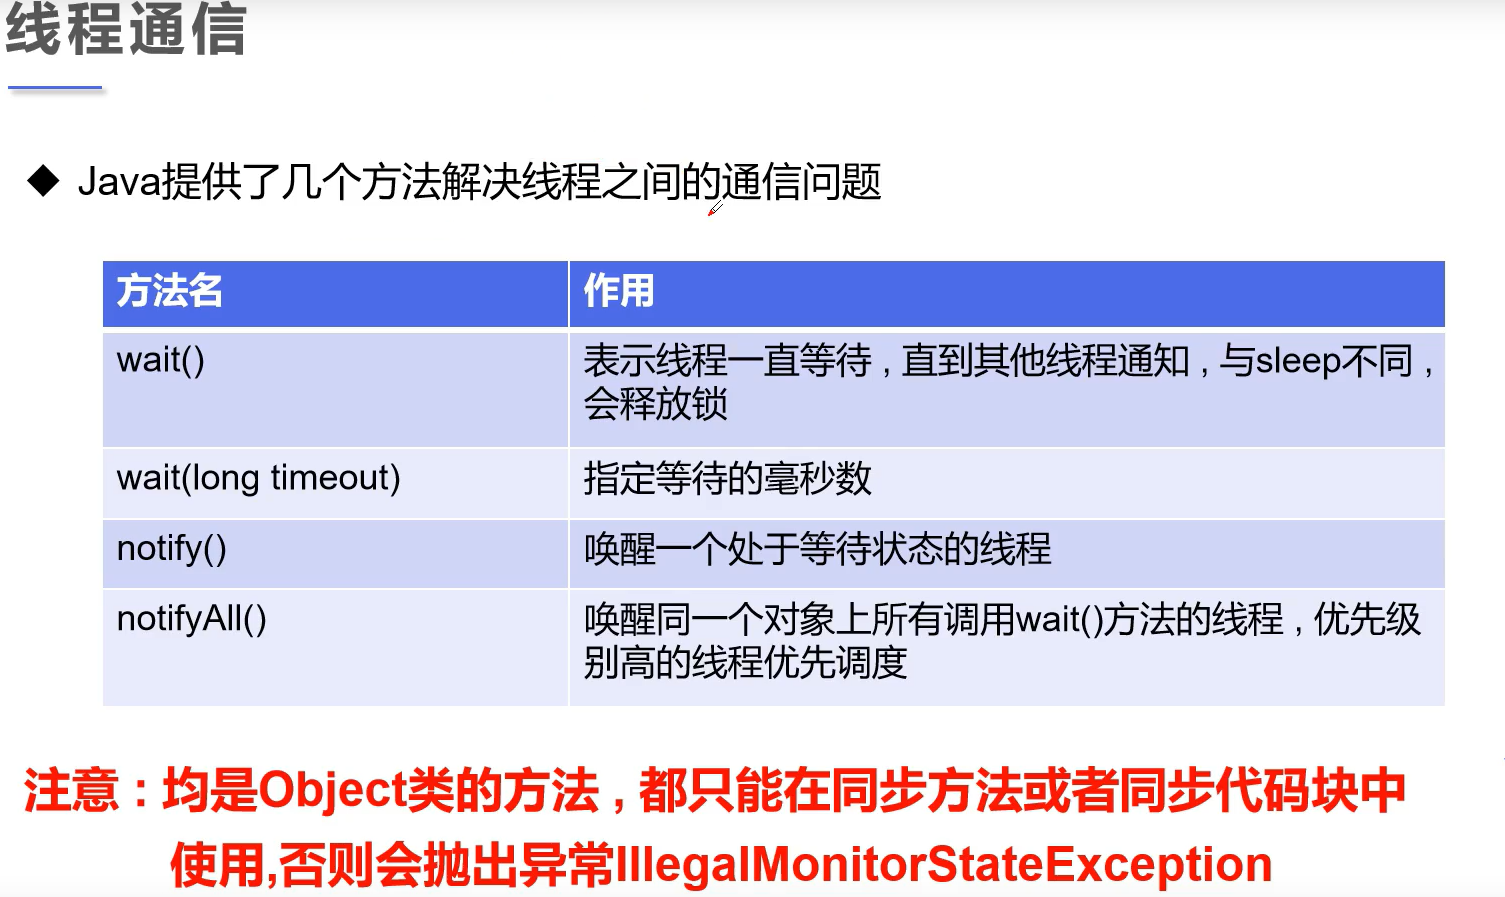 线程通信
◆ Java提供了几个方法解决线程之间的通信问题
方法名 作用
wait() 表示线程一直等待，直到其他线程通知，与sleep不同，
会释放锁
wait(long timeout) 指定等待的毫秒数
notify() 唤醒一个处于等待状态的线程
notifyAll() 唤醒同一个对象上所有调用wait()方法的线程，优先级
别高的线程优先调度
注意：均是Object类的方法，都只能在同步方法或者同步代码块中
使用,否则会抛出异常IllegalMonitorStateException